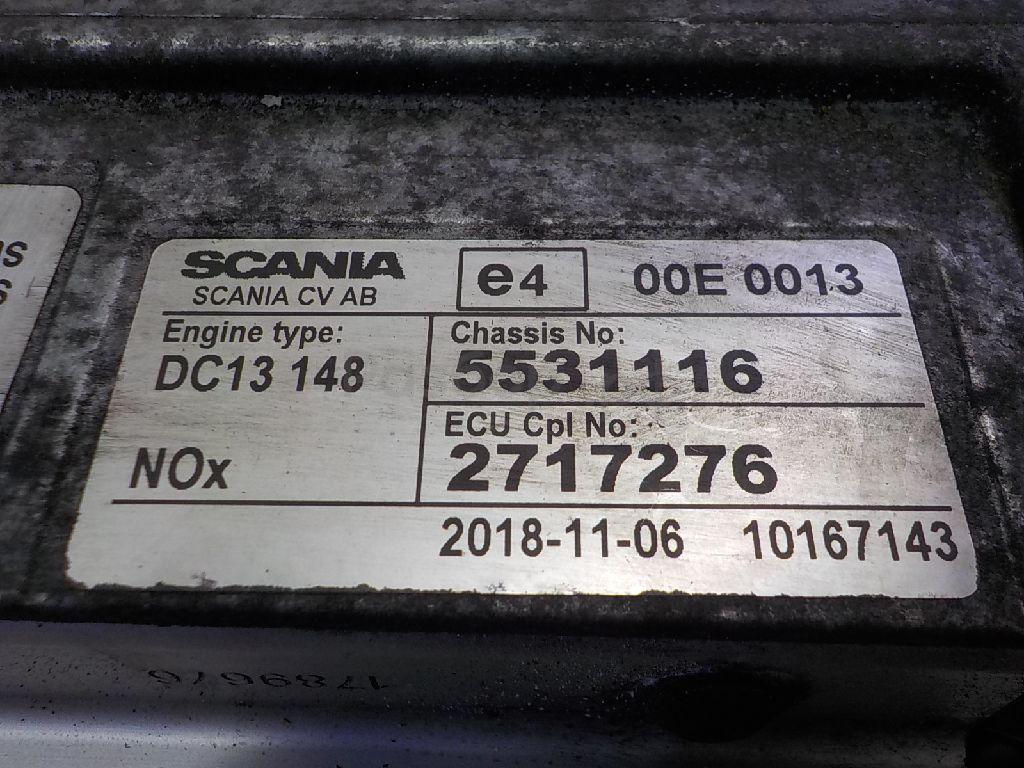 SCANIA e4 00E 0013
SCANIA CV AB
Engine type:
DC13 148
NOx
Chassis No:
5531116
ECU Cpl No:
2717276
2018-11-06 10167143